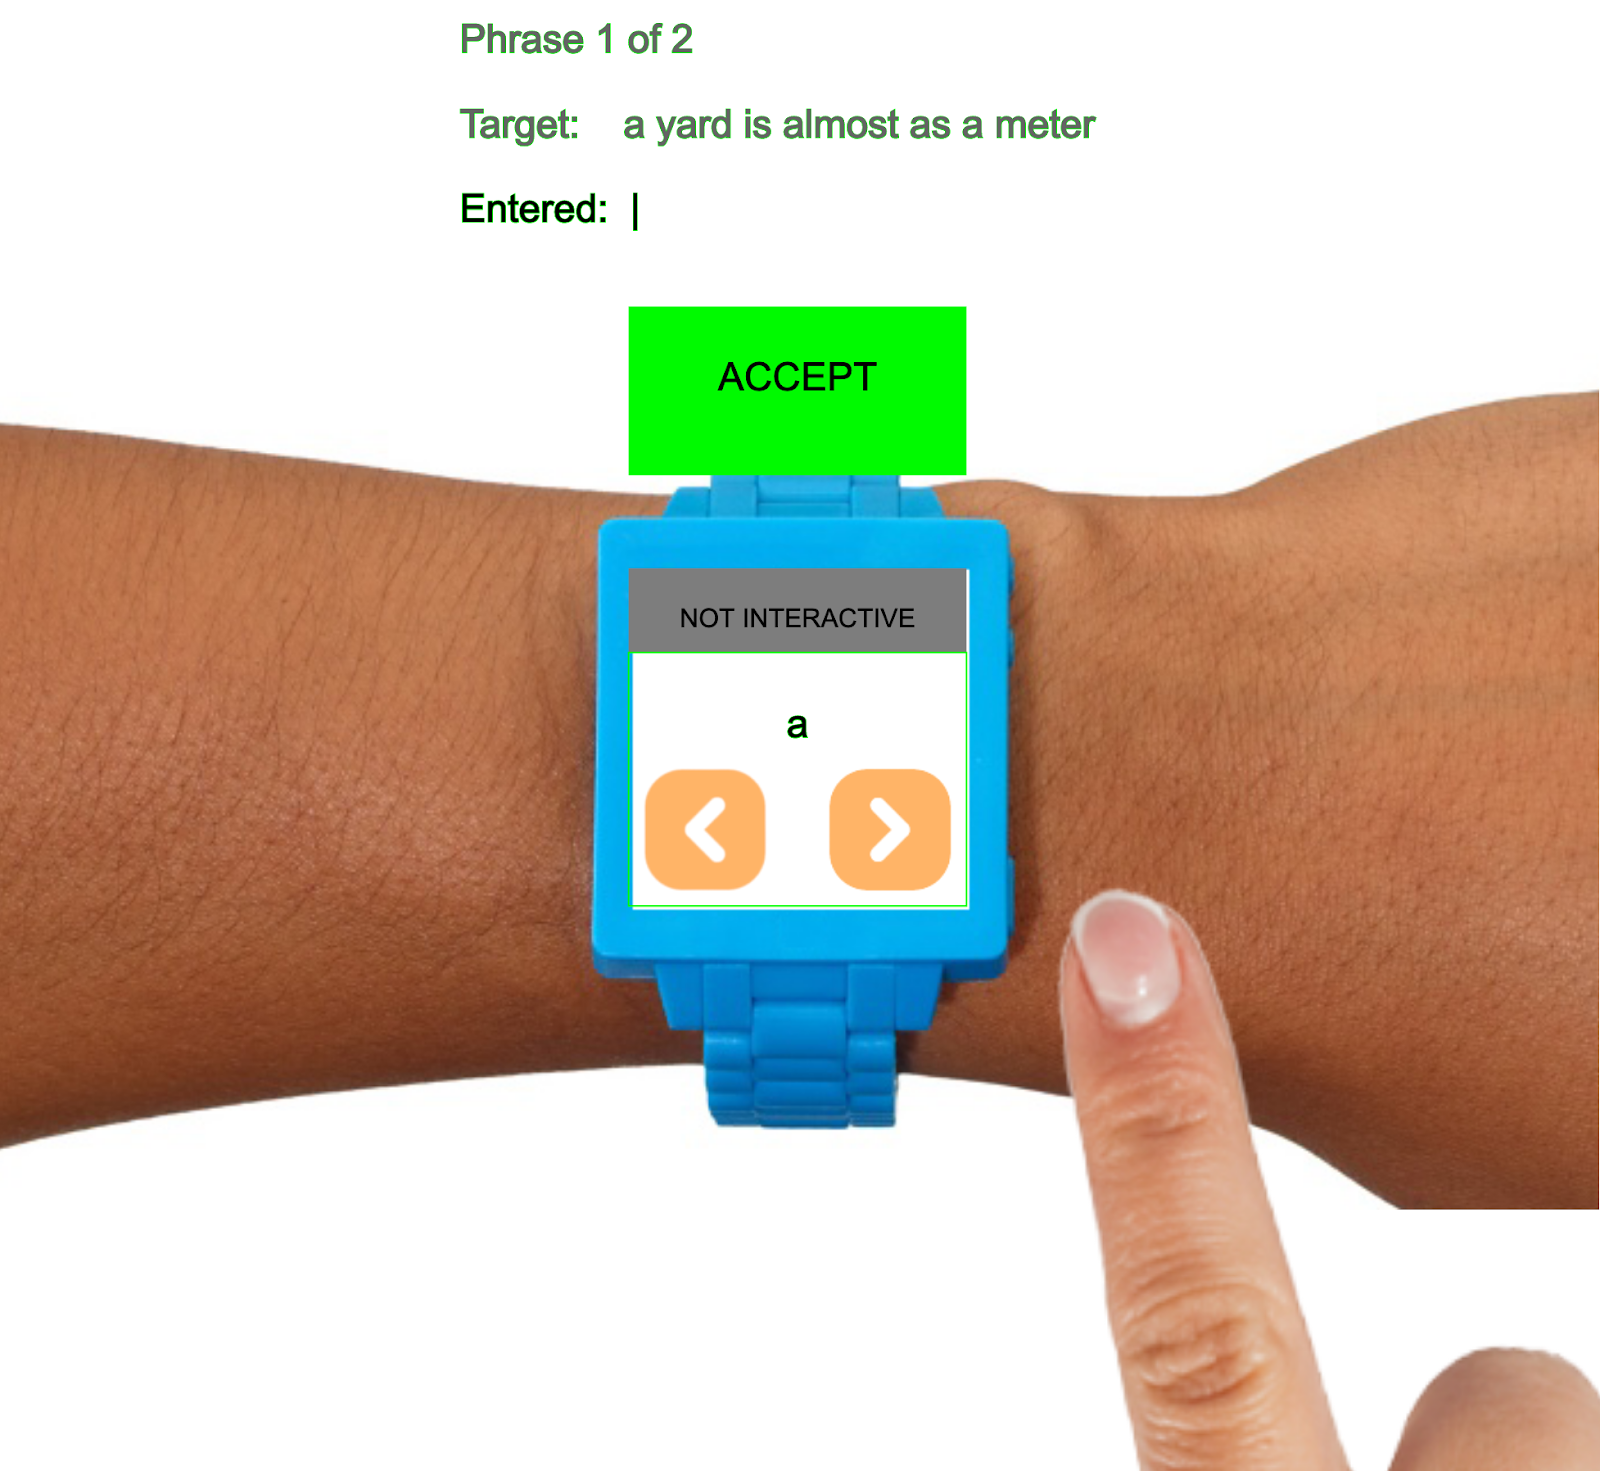 Phrase 1 of 2
Target: a yard is almost as a meter
Entered: |
ACCEPT
NOT INTERACTIVE
a